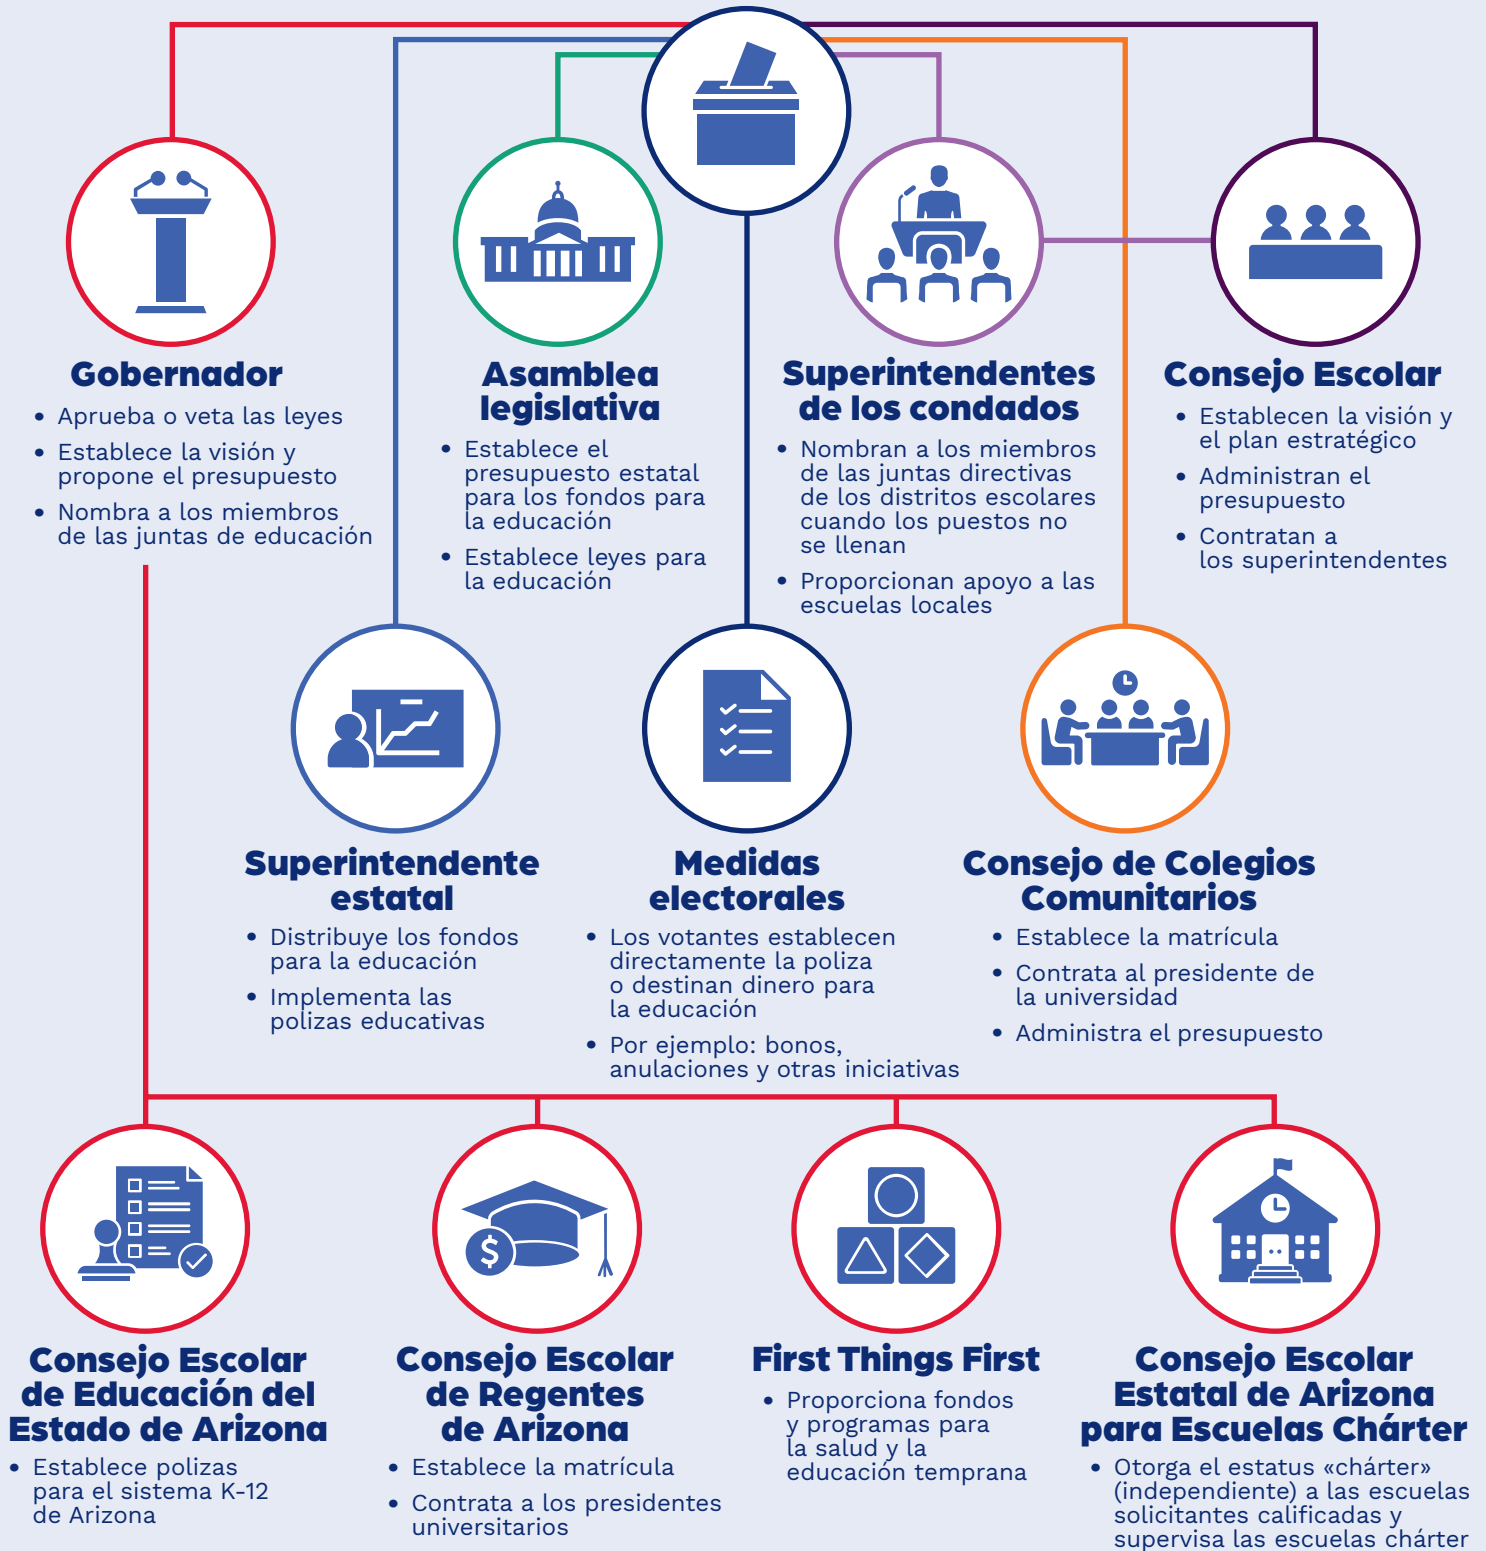 Gobernador
• Aprueba o veta las leyes
• Establece la visión y
propone el presupuesto
• Nombra a los miembros
de las juntas de educación
Asamblea
legislativa
• Establece el
presupuesto estatal
para los fondos para
la educación
• Establece leyes para
la educación
Superintendentes
de los condados
• Nombran a los miembros
de las juntas directivas
de los distritos escolares
cuando los puestos no
se llenan
• Proporcionan apoyo a las
escuelas locales
Consejo Escolar
• Establecen la visión y
el plan estratégico
• Administran el
presupuesto
• Contratan a
los superintendentes
Superintendente
estatal
• Distribuye los fondos
para la educación
• Implementa las
polizas educativas
Medidas
electorales
• Los votantes establecen
directamente la poliza
o destinan dinero para
la educación
• Por ejemplo: bonos,
anulaciones y otras iniciativas
Consejo de Colegios
Comunitarios
• Establece la matrícula
• Contrata al presidente de
la universidad
• Administra el presupuesto
$
Consejo Escolar
de Educación del
Estado de Arizona
• Establece polizas
para el sistema K-12
de Arizona
Consejo Escolar
de Regentes
de Arizona
• Establece la matrícula
• Contrata a los presidentes
universitarios
First Things First
• Proporciona fondos
y programas para
la salud y la
educación temprana
Consejo Escolar
Estatal de Arizona
para Escuelas Chárter
• Otorga el estatus «chárter»
(independiente) a las escuelas
solicitantes calificadas y
supervisa las escuelas chárter